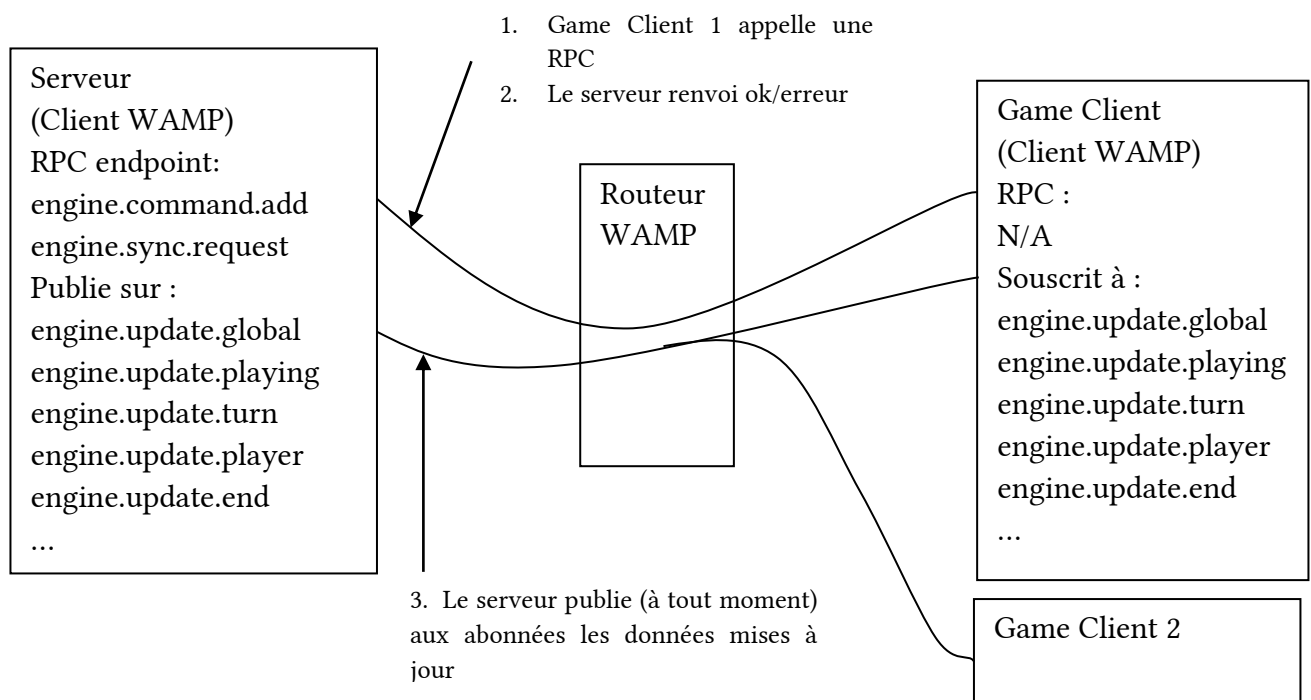 1. Game Client 1 appelle une
RPC
2. Le serveur renvoi ok/erreur
Serveur
(Client WAMP)
RPC endpoint:
engine.command.add
engine.sync.request
Publie sur :
engine.update.global
engine.update.playing
engine.update.turn
engine.update.player
engine.update.end
...
Routeur
WAMP
Game Client
(Client WAMP)
RPC :
N/A
Souscrit à :
engine.update.global
engine.update.playing
engine.update.turn
engine.update.player
engine.update.end
...
3. Le serveur publie (à tout moment)
aux abonnées les données mises à
jour
Game Client 2